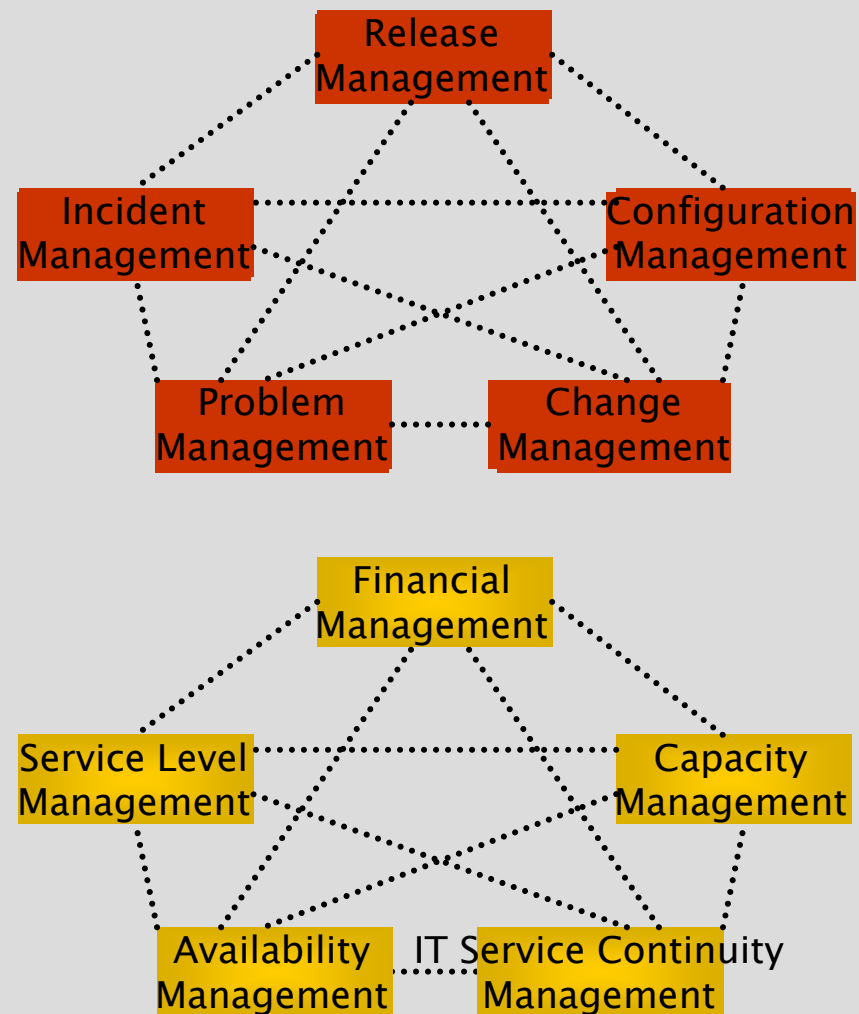 Release
Management
Incident
Management
Configuration
Management
Problem
Management
Change
Management
Financial
Management
Service Level
Management
Capacity
Management
Availability
Management
IT Service Continuity
Management